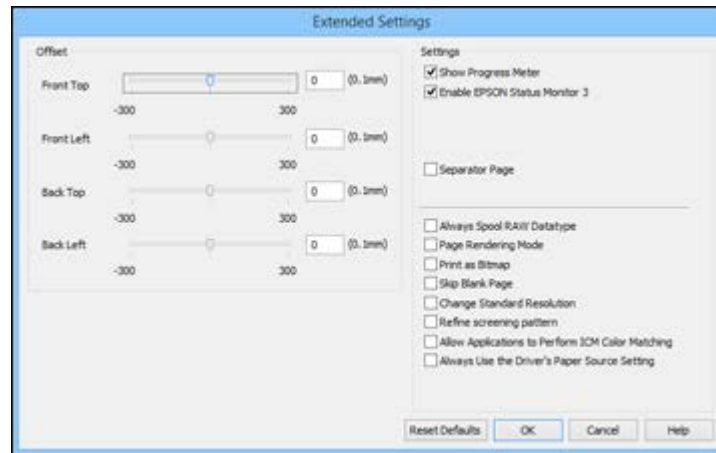 Extended Settings
Offset
Front Top 0 (0.1mm)
-300 300
Front Left 0 (0.1mm)
-300 300
Back Top 0 (0.1mm)
-300 300
Back Left 0 (0.1mm)
-300 300
Settings
Show Progress Meter
Enable EPSON Status Monitor 3
Separator Page
Always Spool RAW Datatype
Page Rendering Mode
Print as Bitmap
Skip Blank Page
Change Standard Resolution
Refine screening pattern
Allow Applications to Perform ICM Color Matching
Always Use the Driver's Paper Source Setting
Reset Defaults OK Cancel Help